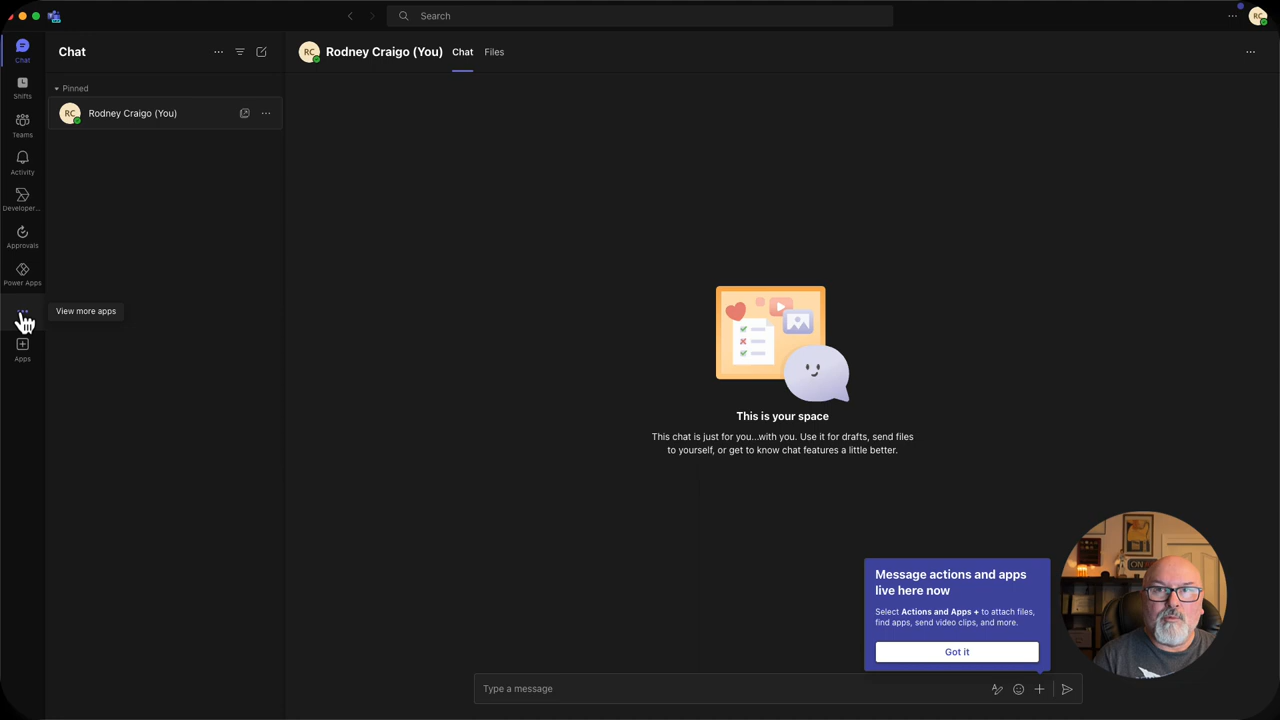 Search
RC
Chat
Shifts
Teams
Activity
Developer...
Approvals
Power Apps
View more apps
Apps
Chat
Pinned
RC
Rodney Craigo (You)
RC
Rodney Craigo (You)
Chat
Files
This is your space
This chat is just for you...with you. Use it for drafts, send files
to yourself, or get to know chat features a little better.
Message actions and apps
live here now
Select Actions and Apps + to attach files,
find apps, send video clips, and more.
Got it
Type a message